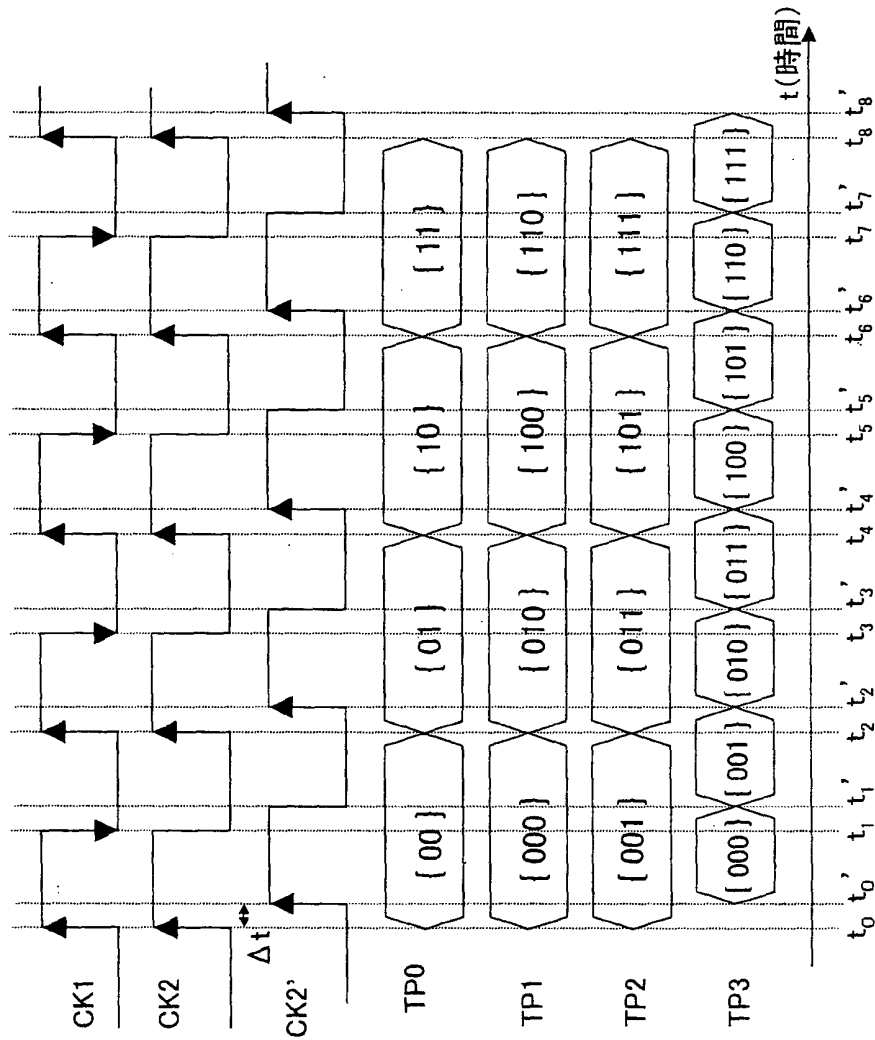 CK1
CK2
Δt
CK2'
TP0 {00} {01} {10} {11}
TP1 {000} {010} {100} {110}
TP2 {001} {011} {101} {111}
TP3 {000} {001} {010} {011} {100} {101} {110} {111}
t(時間)
t0 t0' t1 t1' t2 t2' t3 t3' t4 t4' t5 t5' t6 t6' t7 t7' t8 t8'